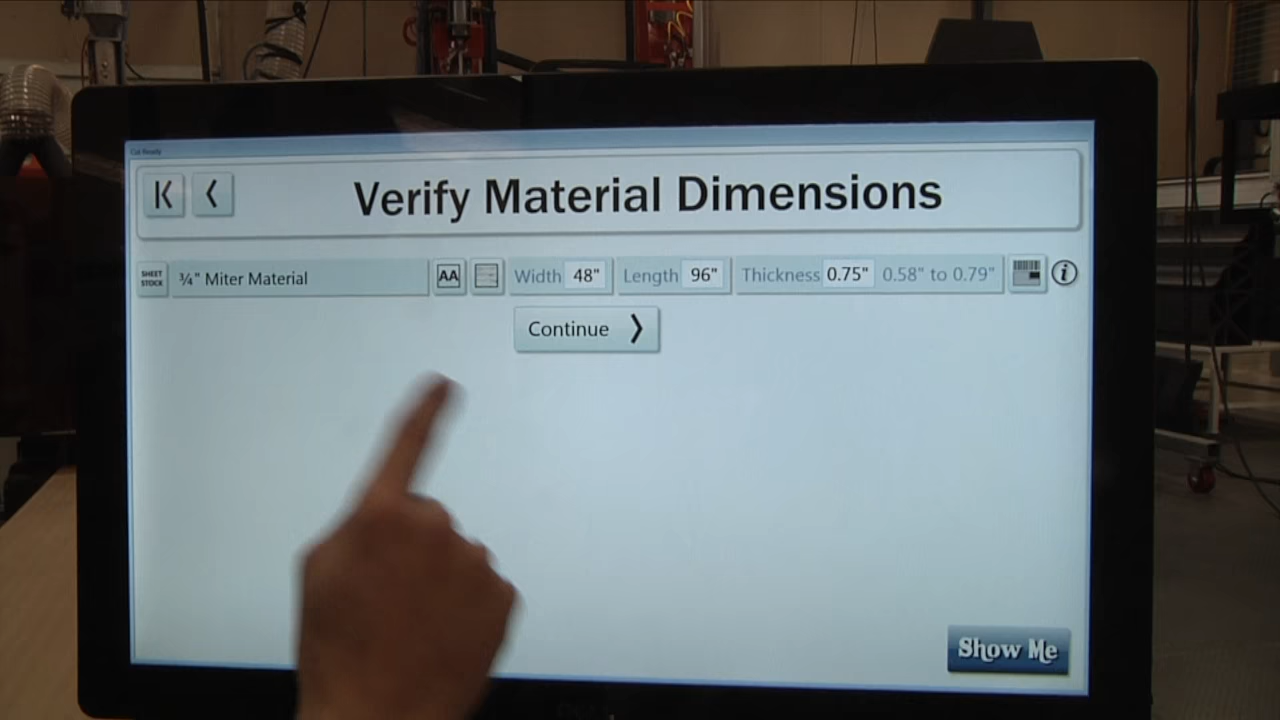 Cut Ready
Verify Material Dimensions
SHEET STOCK
¾" Miter Material
AA
Width 48"
Length 96"
Thickness 0.75" 0.58" to 0.79"
i
Continue
Show Me